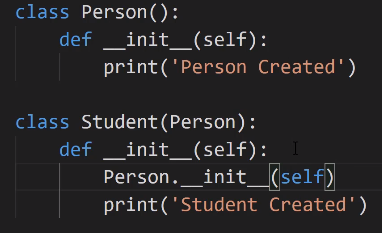 class Person():
    def __init__(self):
        print('Person Created')

class Student(Person):
    def __init__(self):
        Person.__init__(self)
        print('Student Created')